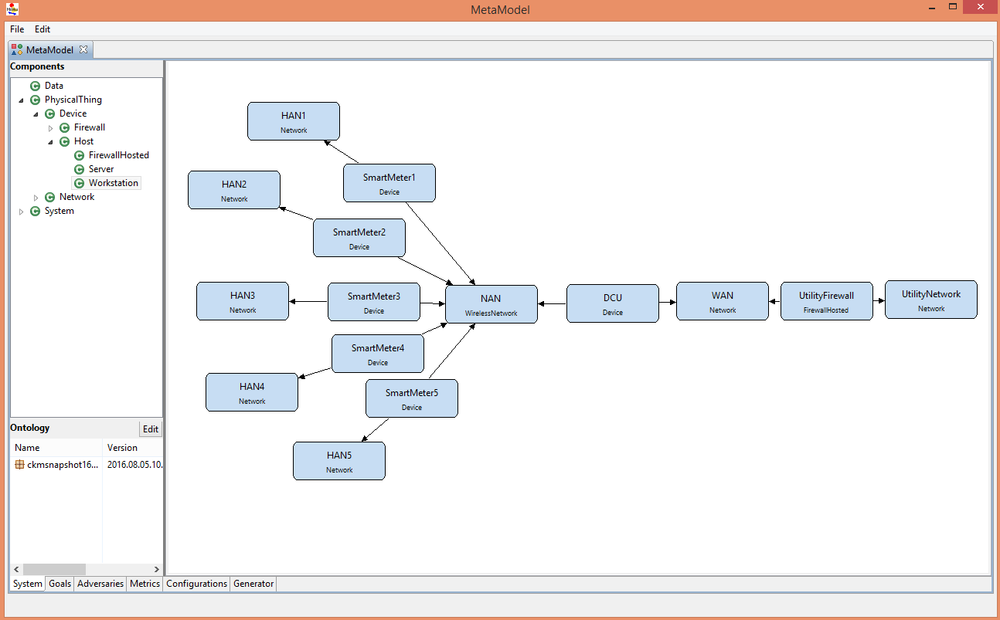 MetaModel
File Edit
MetaModel
Components
Data
PhysicalThing
Device
Firewall
Host
FirewallHosted
Server
Workstation
Network
System
Ontology
Edit
Name Version
ckmsnapshot16... 2016.08.05.10.
System Goals Adversaries Metrics Configurations Generator
HAN1
Network
SmartMeter1
Device
HAN2
Network
SmartMeter2
Device
HAN3
Network
SmartMeter3
Device
NAN
WirelessNetwork
DCU
Device
WAN
Network
UtilityFirewall
FirewallHosted
UtilityNetwork
Network
SmartMeter4
Device
HAN4
Network
SmartMeter5
Device
HAN5
Network